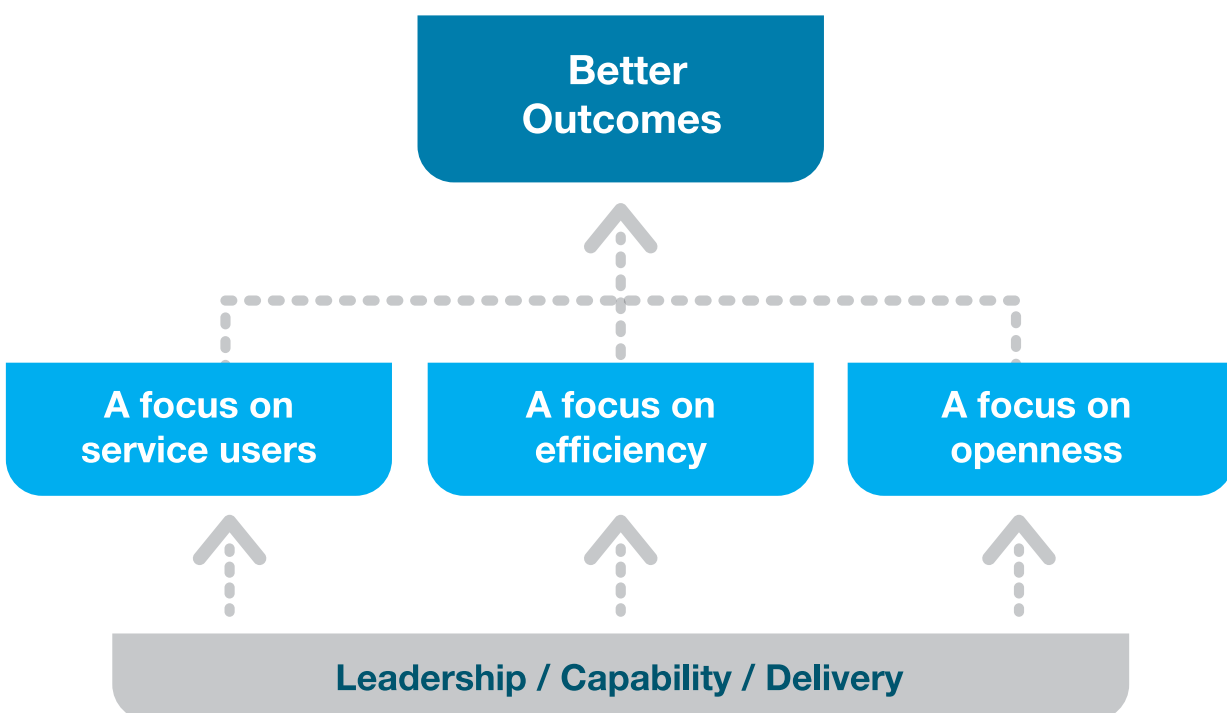 Better
Outcomes
A focus on
service users
A focus on
efficiency
A focus on
openness
Leadership / Capability / Delivery